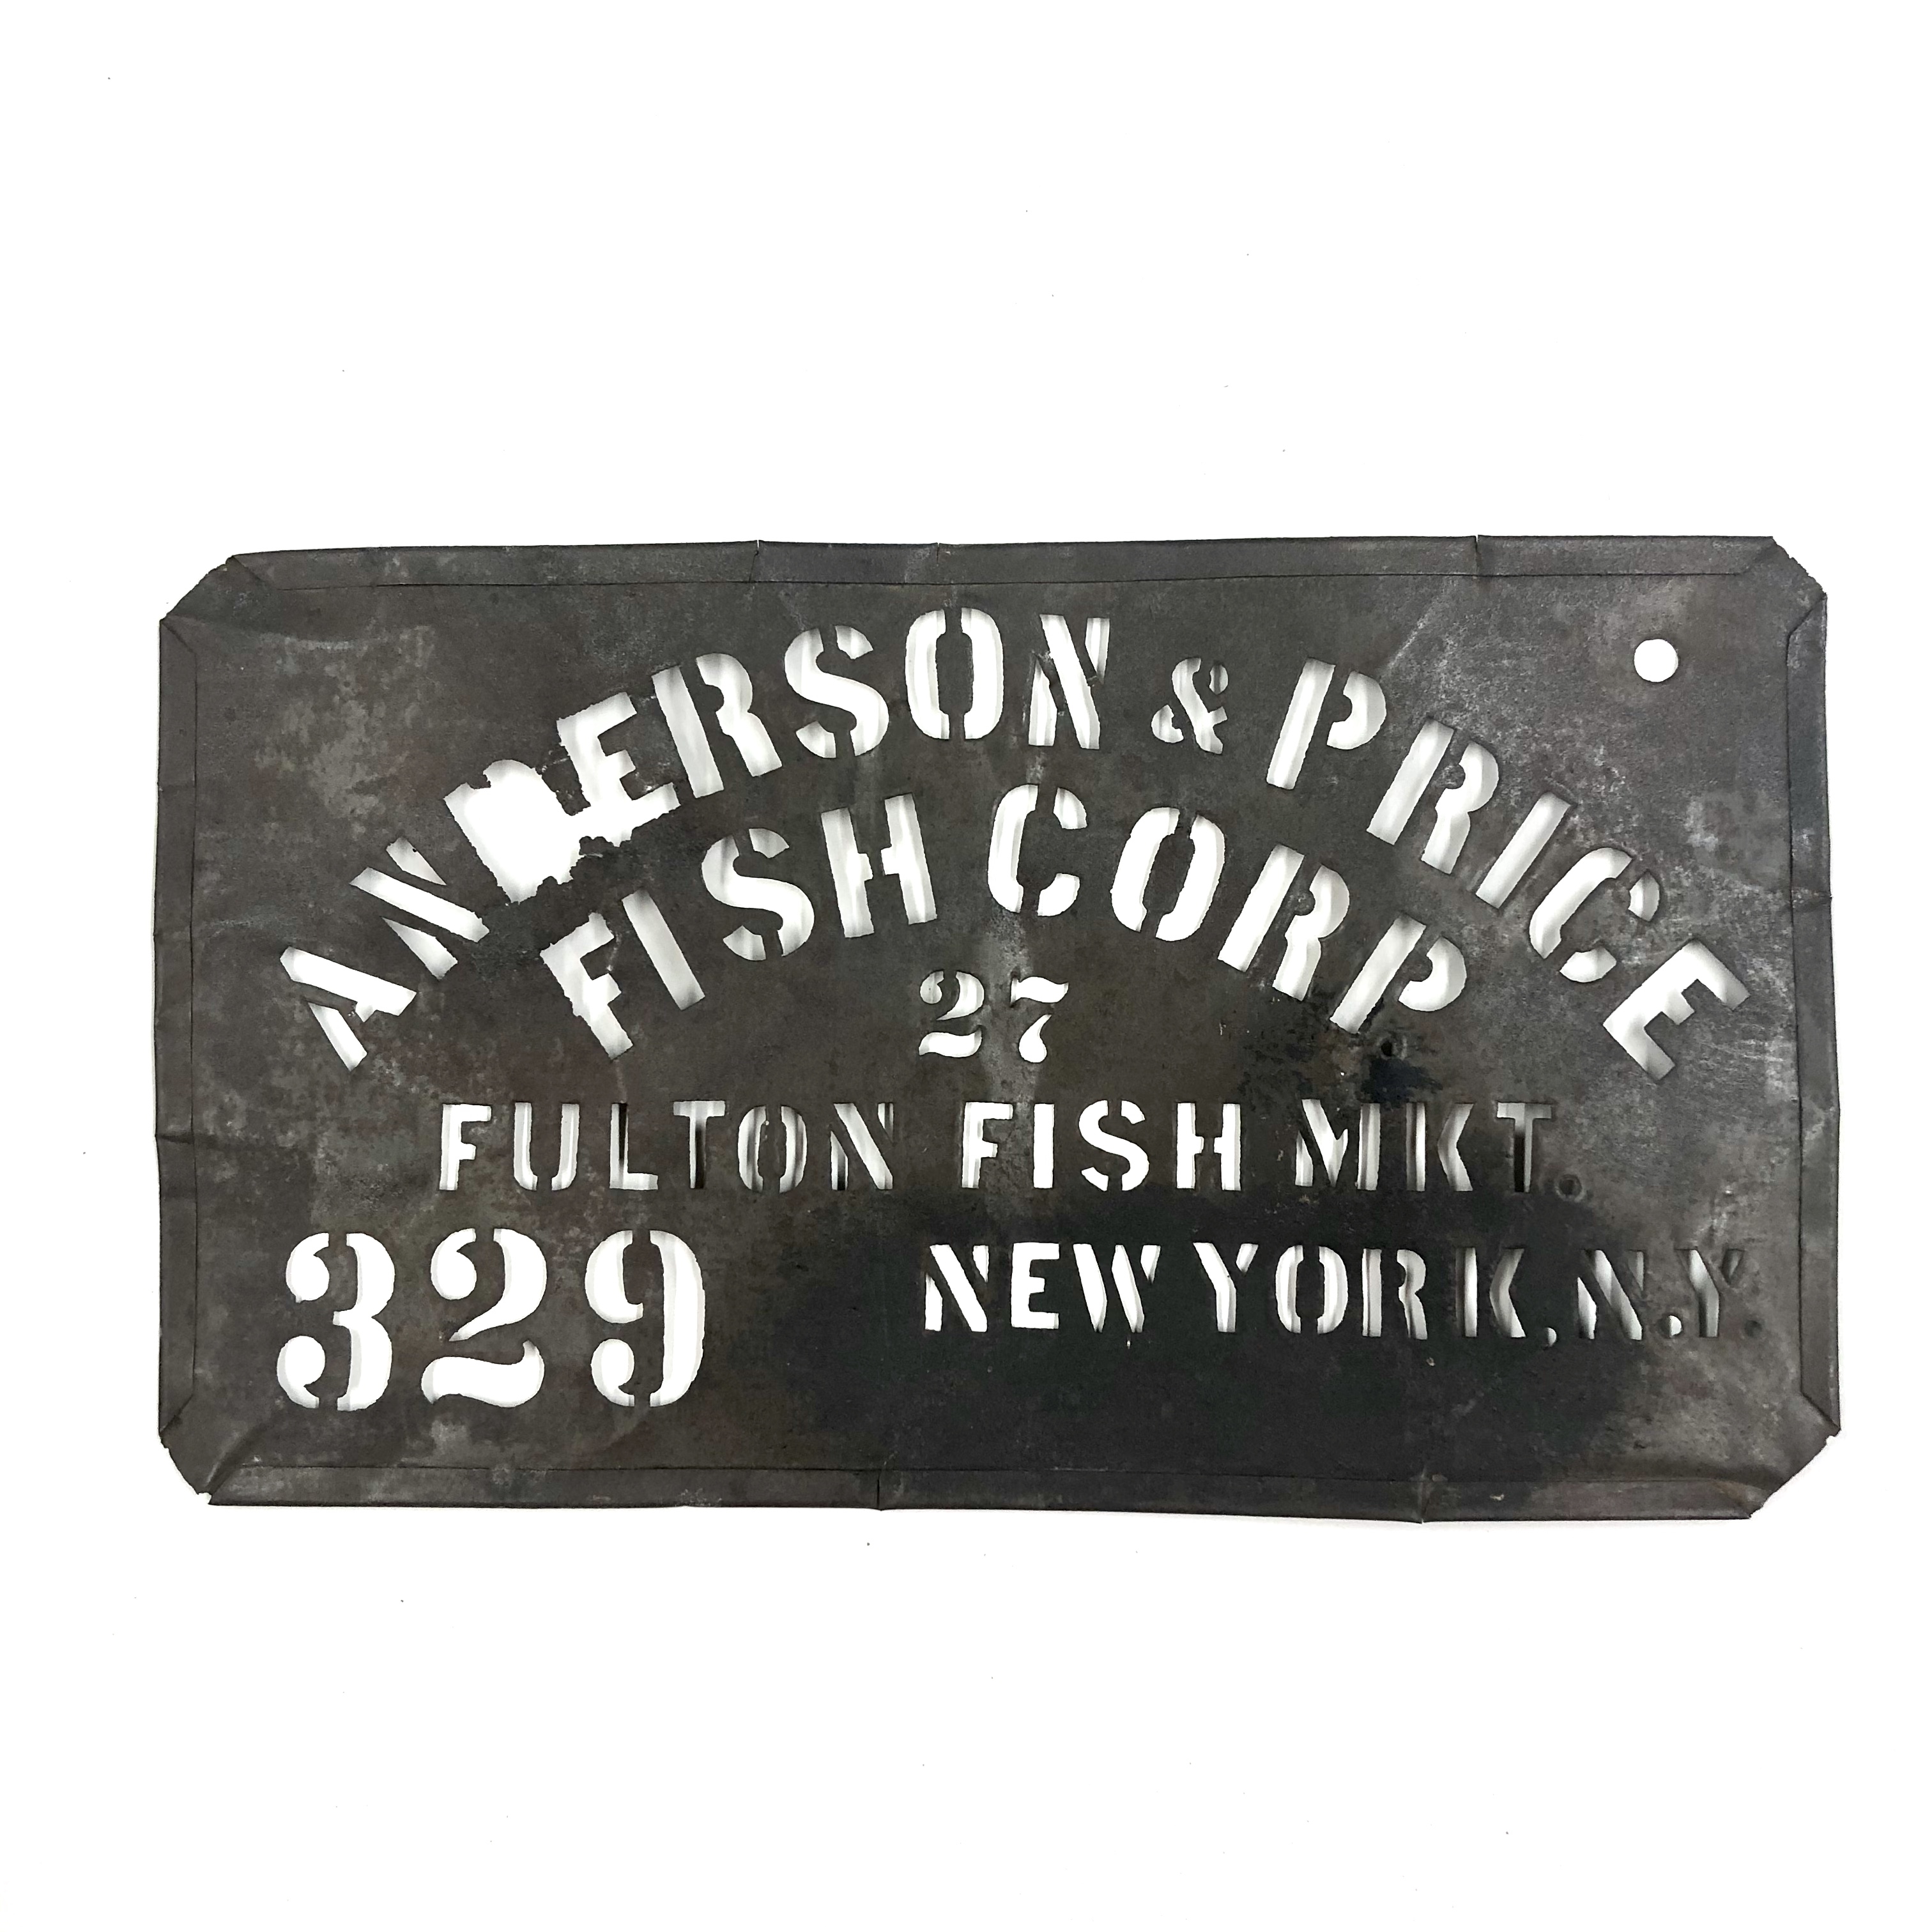 ANDERSON & PRICE
FISH CORP
27
FULTON FISH MKT.
329 NEW YORK, N.Y.